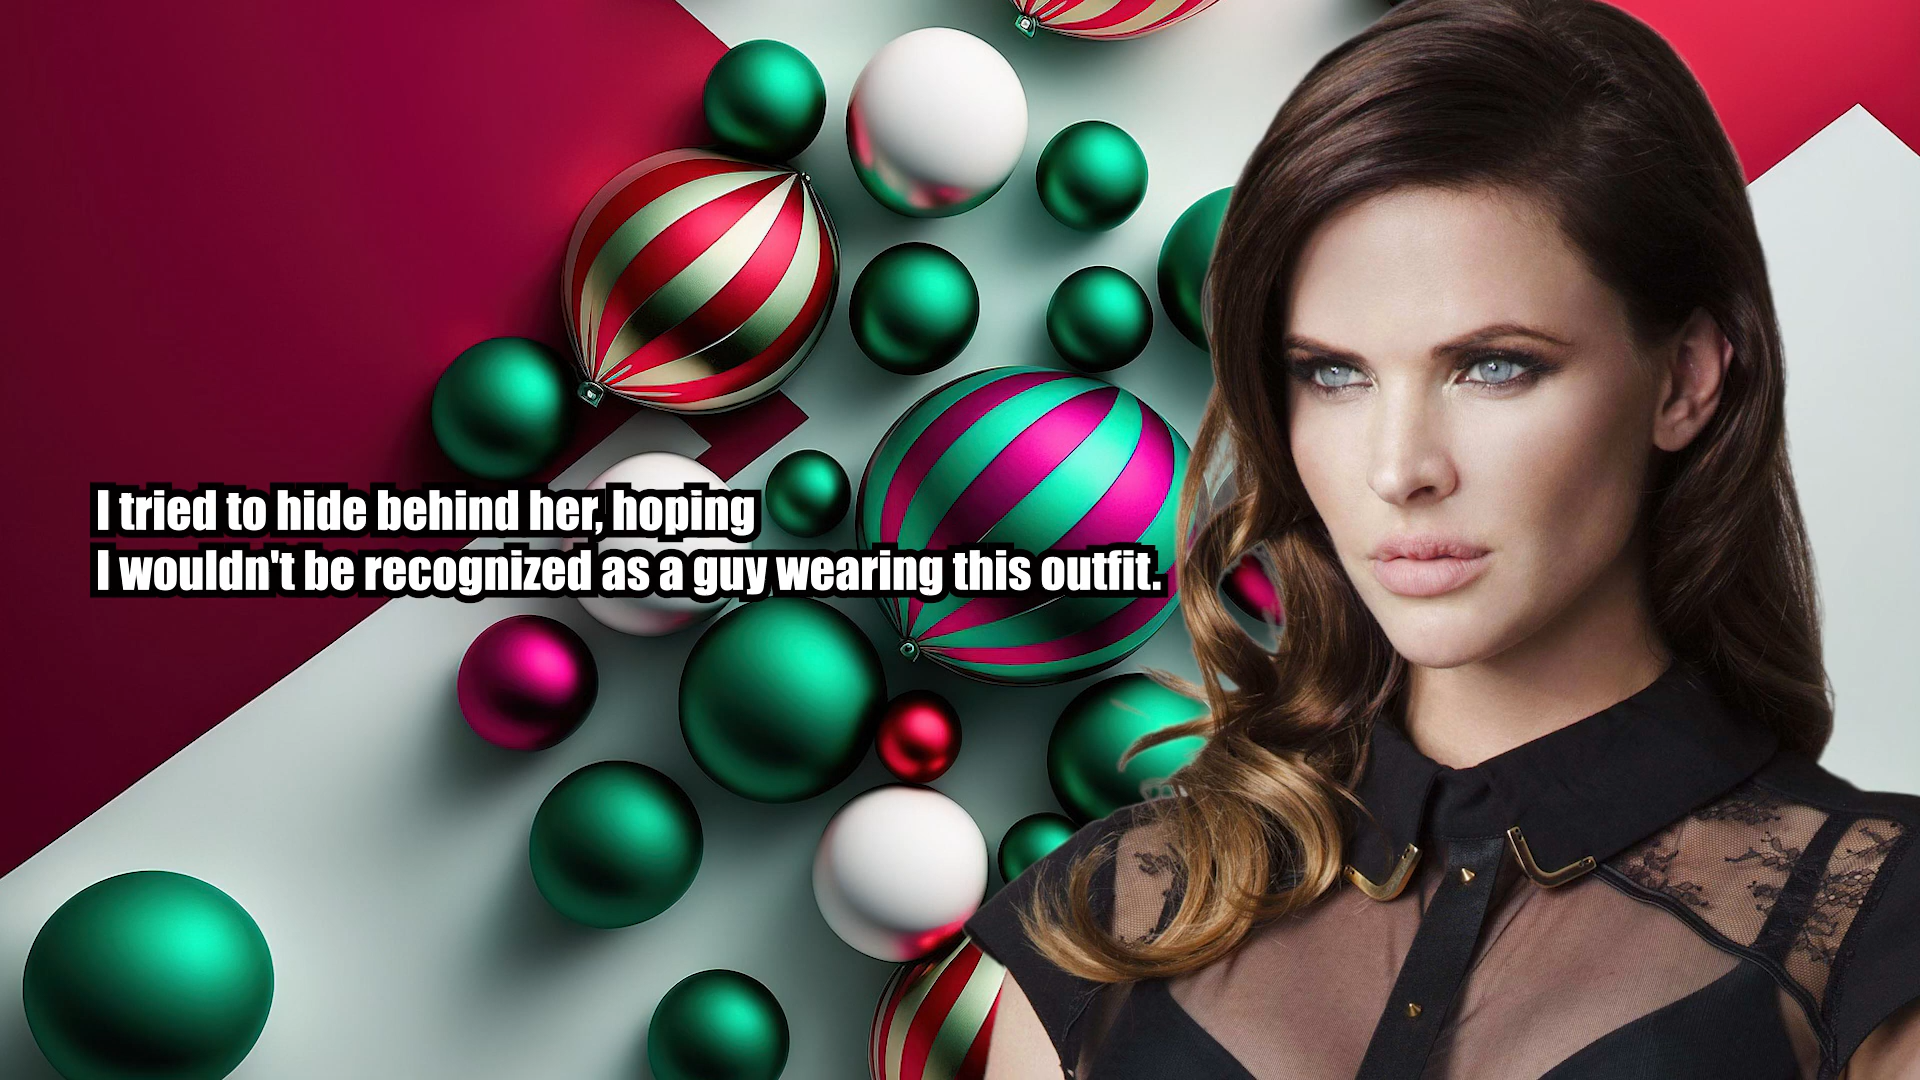 I tried to hide behind her, hoping
I wouldn't be recognized as a guy wearing this outfit.